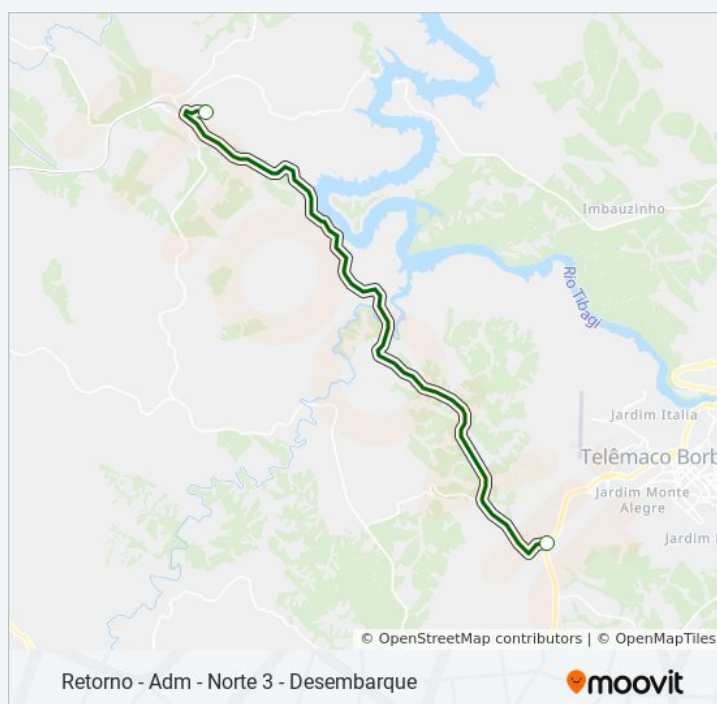 Imbauzinho
Rio Tibagi
Jardim Italia
Telêmaco Borb
Jardim Monte
Alegre
Jardim
© OpenStreetMap contributors | © OpenMapTiles
Retorno - Adm - Norte 3 - Desembarque
moovit